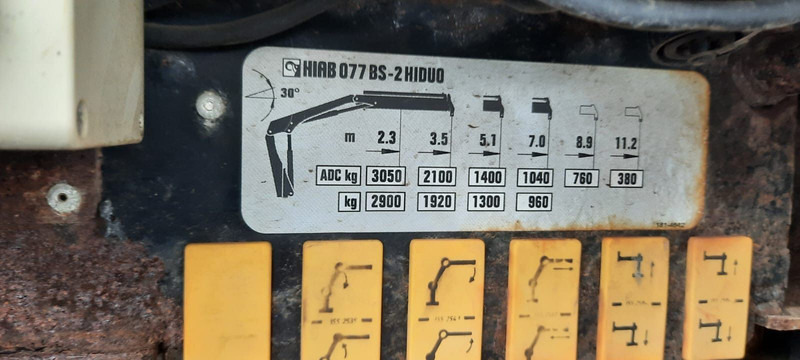 HIAB 077 BS-2 HIDUO
30°
m 2.3 3.5 5.1 7.0 8.9 11.2
ADC kg 3050 2100 1400 1040 760 380
kg 2900 1920 1300 960